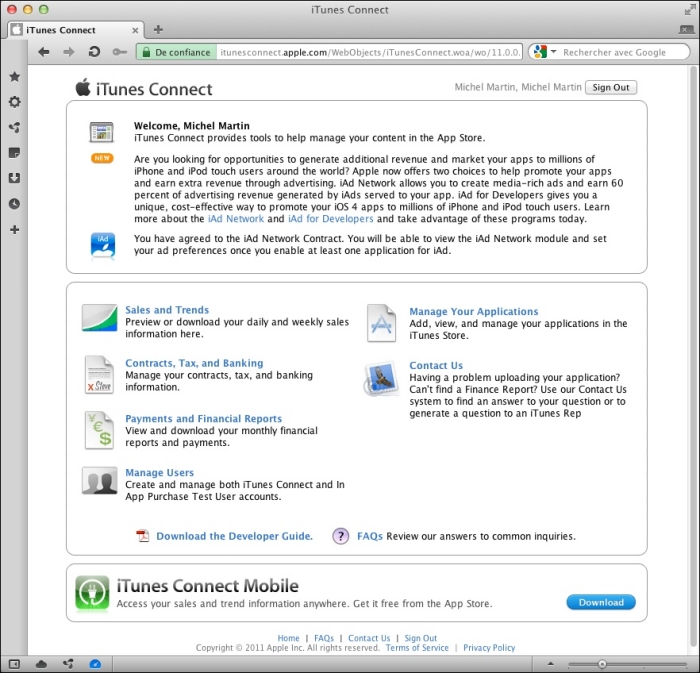 iTunes Connect
iTunes Connect
De confiance
itunesconnect.apple.com/WebObjects/iTunesConnect.woa/wo/11.0.0.
Rechercher avec Google
iTunes Connect
Michel Martin, Michel Martin
Sign Out
Welcome, Michel Martin
iTunes Connect provides tools to help manage your content in the App Store.
NEW
Are you looking for opportunities to generate additional revenue and market your apps to millions of
iPhone and iPod touch users around the world? Apple now offers two choices to help promote your apps
and earn extra revenue through advertising. iAd Network allows you to create media-rich ads and earn 60
percent of advertising revenue generated by iAds served to your app. iAd for Developers gives you a
unique, cost-effective way to promote your iOS 4 apps to millions of iPhone and iPod touch users. Learn
more about the iAd Network and iAd for Developers and take advantage of these programs today.
iAd
You have agreed to the iAd Network Contract. You will be able to view the iAd Network module and set
your ad preferences once you enable at least one application for iAd.
Sales and Trends
Preview or download your daily and weekly sales
information here.
Contracts, Tax, and Banking
Manage your contracts, tax, and banking
information.
Payments and Financial Reports
View and download your monthly financial
reports and payments.
Manage Users
Create and manage both iTunes Connect and In
App Purchase Test User accounts.
Manage Your Applications
Add, view, and manage your applications in the
iTunes Store.
Contact Us
Having a problem uploading your application?
Can't find a Finance Report? Use our Contact Us
system to find an answer to your question or to
generate a question to an iTunes Rep
Download the Developer Guide.
? FAQs Review our answers to common inquiries.
iTunes Connect Mobile
Access your sales and trend information anywhere. Get it free from the App Store.
Download
Home | FAQs | Contact Us | Sign Out
Copyright © 2011 Apple Inc. All rights reserved. Terms of Service | Privacy Policy